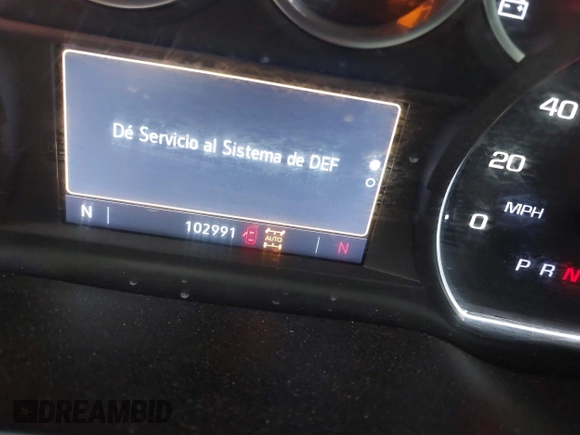 Dé Servicio al Sistema de DEF
N 102991 AUTO N
40
20
0 MPH
P R N
DREAMBID